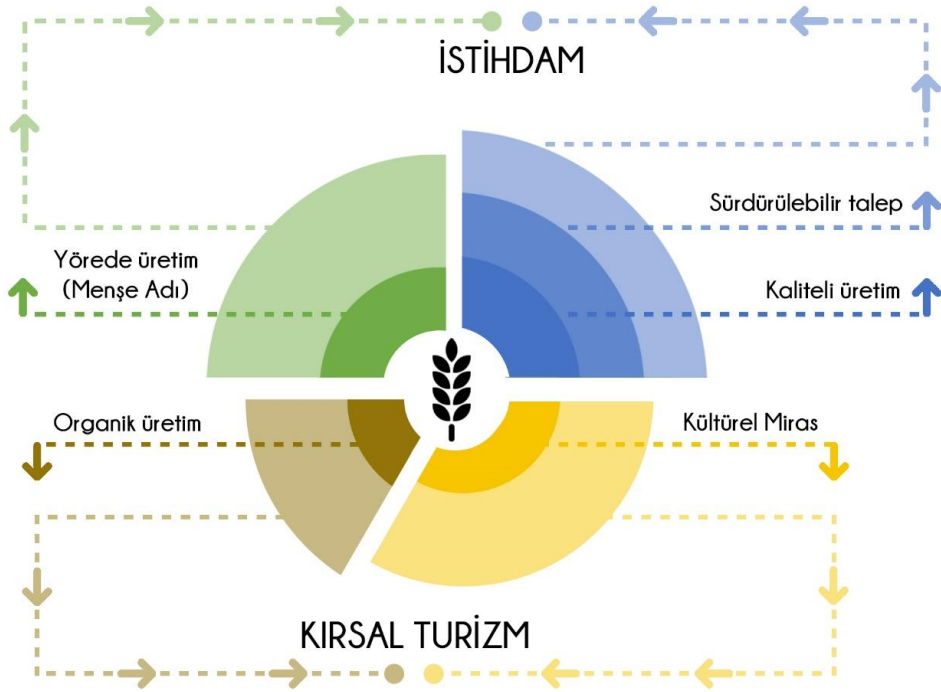 İSTİHDAM
Sürdürülebilir talep
Yörede üretim
(Menşe Adı)
Kaliteli üretim
Organik üretim
Kültürel Miras
KIRSAL TURİZM